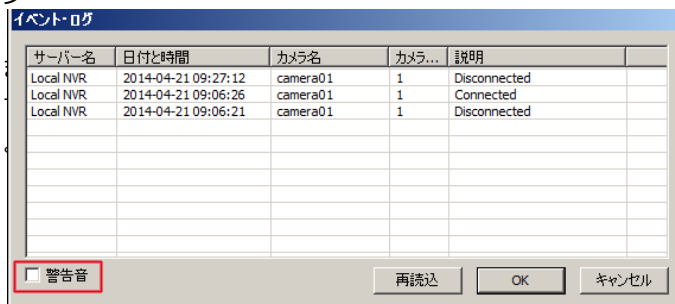 イベント・ログ
サーバー名 日付と時間 カメラ名 カメラ... 説明
Local NVR 2014-04-21 09:27:12 camera01 1 Disconnected
Local NVR 2014-04-21 09:06:26 camera01 1 Connected
Local NVR 2014-04-21 09:06:21 camera01 1 Disconnected
警告音 再読込 OK キャンセル